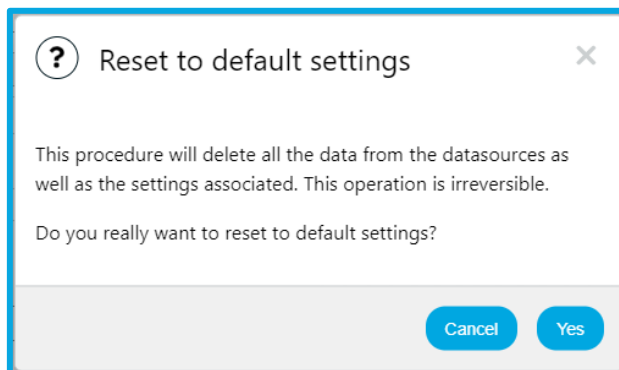 ? Reset to default settings
This procedure will delete all the data from the datasources as
well as the settings associated. This operation is irreversible.
Do you really want to reset to default settings?
Cancel Yes